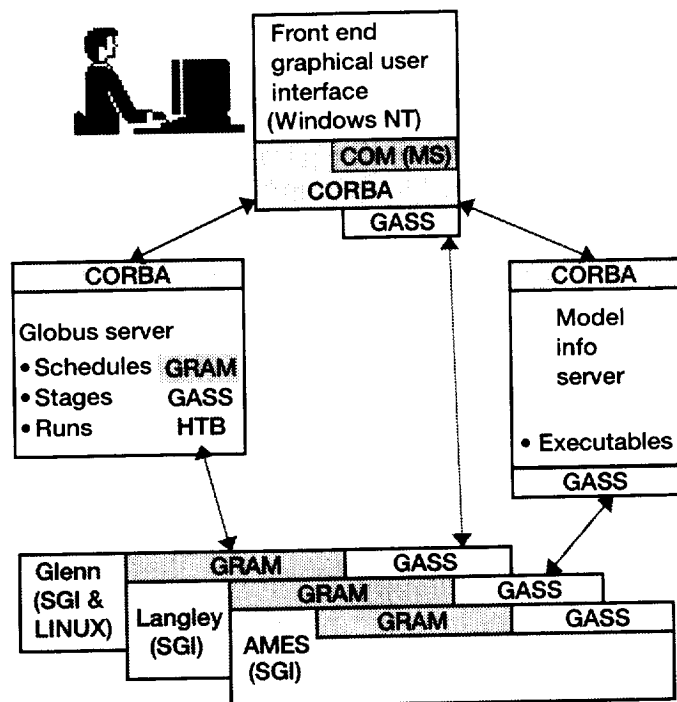 Front end
graphical user
interface
(Windows NT)
COM (MS)
CORBA
GASS
CORBA
Globus server
• Schedules GRAM
• Stages GASS
• Runs HTB
CORBA
Model
info
server
• Executables
GASS
Glenn
(SGI &
LINUX)
GRAM GASS
Langley
(SGI)
GRAM GASS
AMES
(SGI)
GRAM GASS